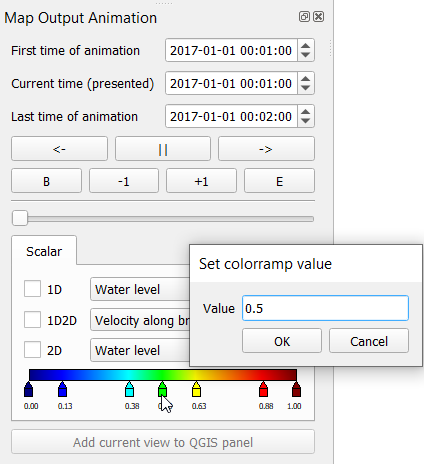 Map Output Animation
First time of animation 2017-01-01 00:01:00
Current time (presented) 2017-01-01 00:01:00
Last time of animation 2017-01-01 00:02:00
<- || ->
B -1 +1 E
Scalar
Set colorramp value
1D Water level
Value 0.5
1D2D Velocity along br
OK Cancel
2D Water level
0.00 0.13 0.38 0.63 0.88 1.00
Add current view to QGIS panel